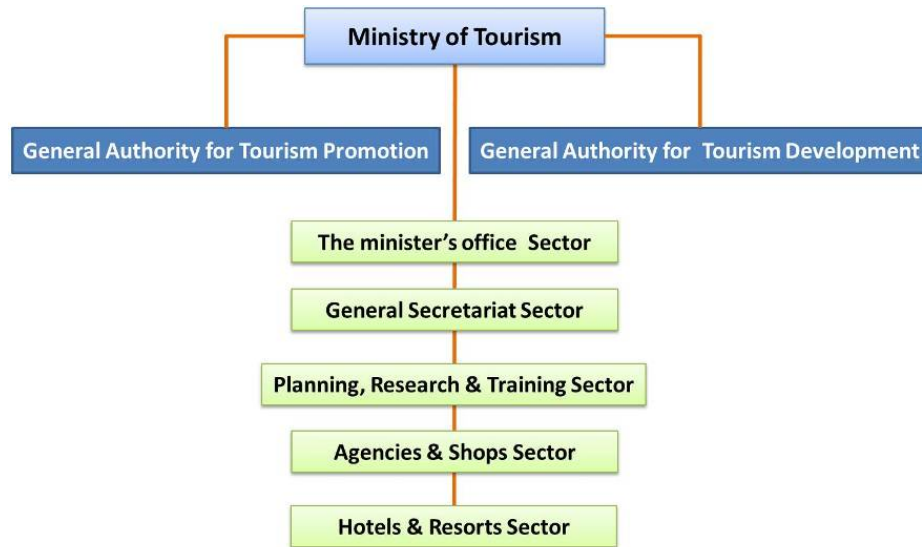 Ministry of Tourism
General Authority for Tourism Promotion
General Authority for Tourism Development
The minister's office Sector
General Secretariat Sector
Planning, Research & Training Sector
Agencies & Shops Sector
Hotels & Resorts Sector